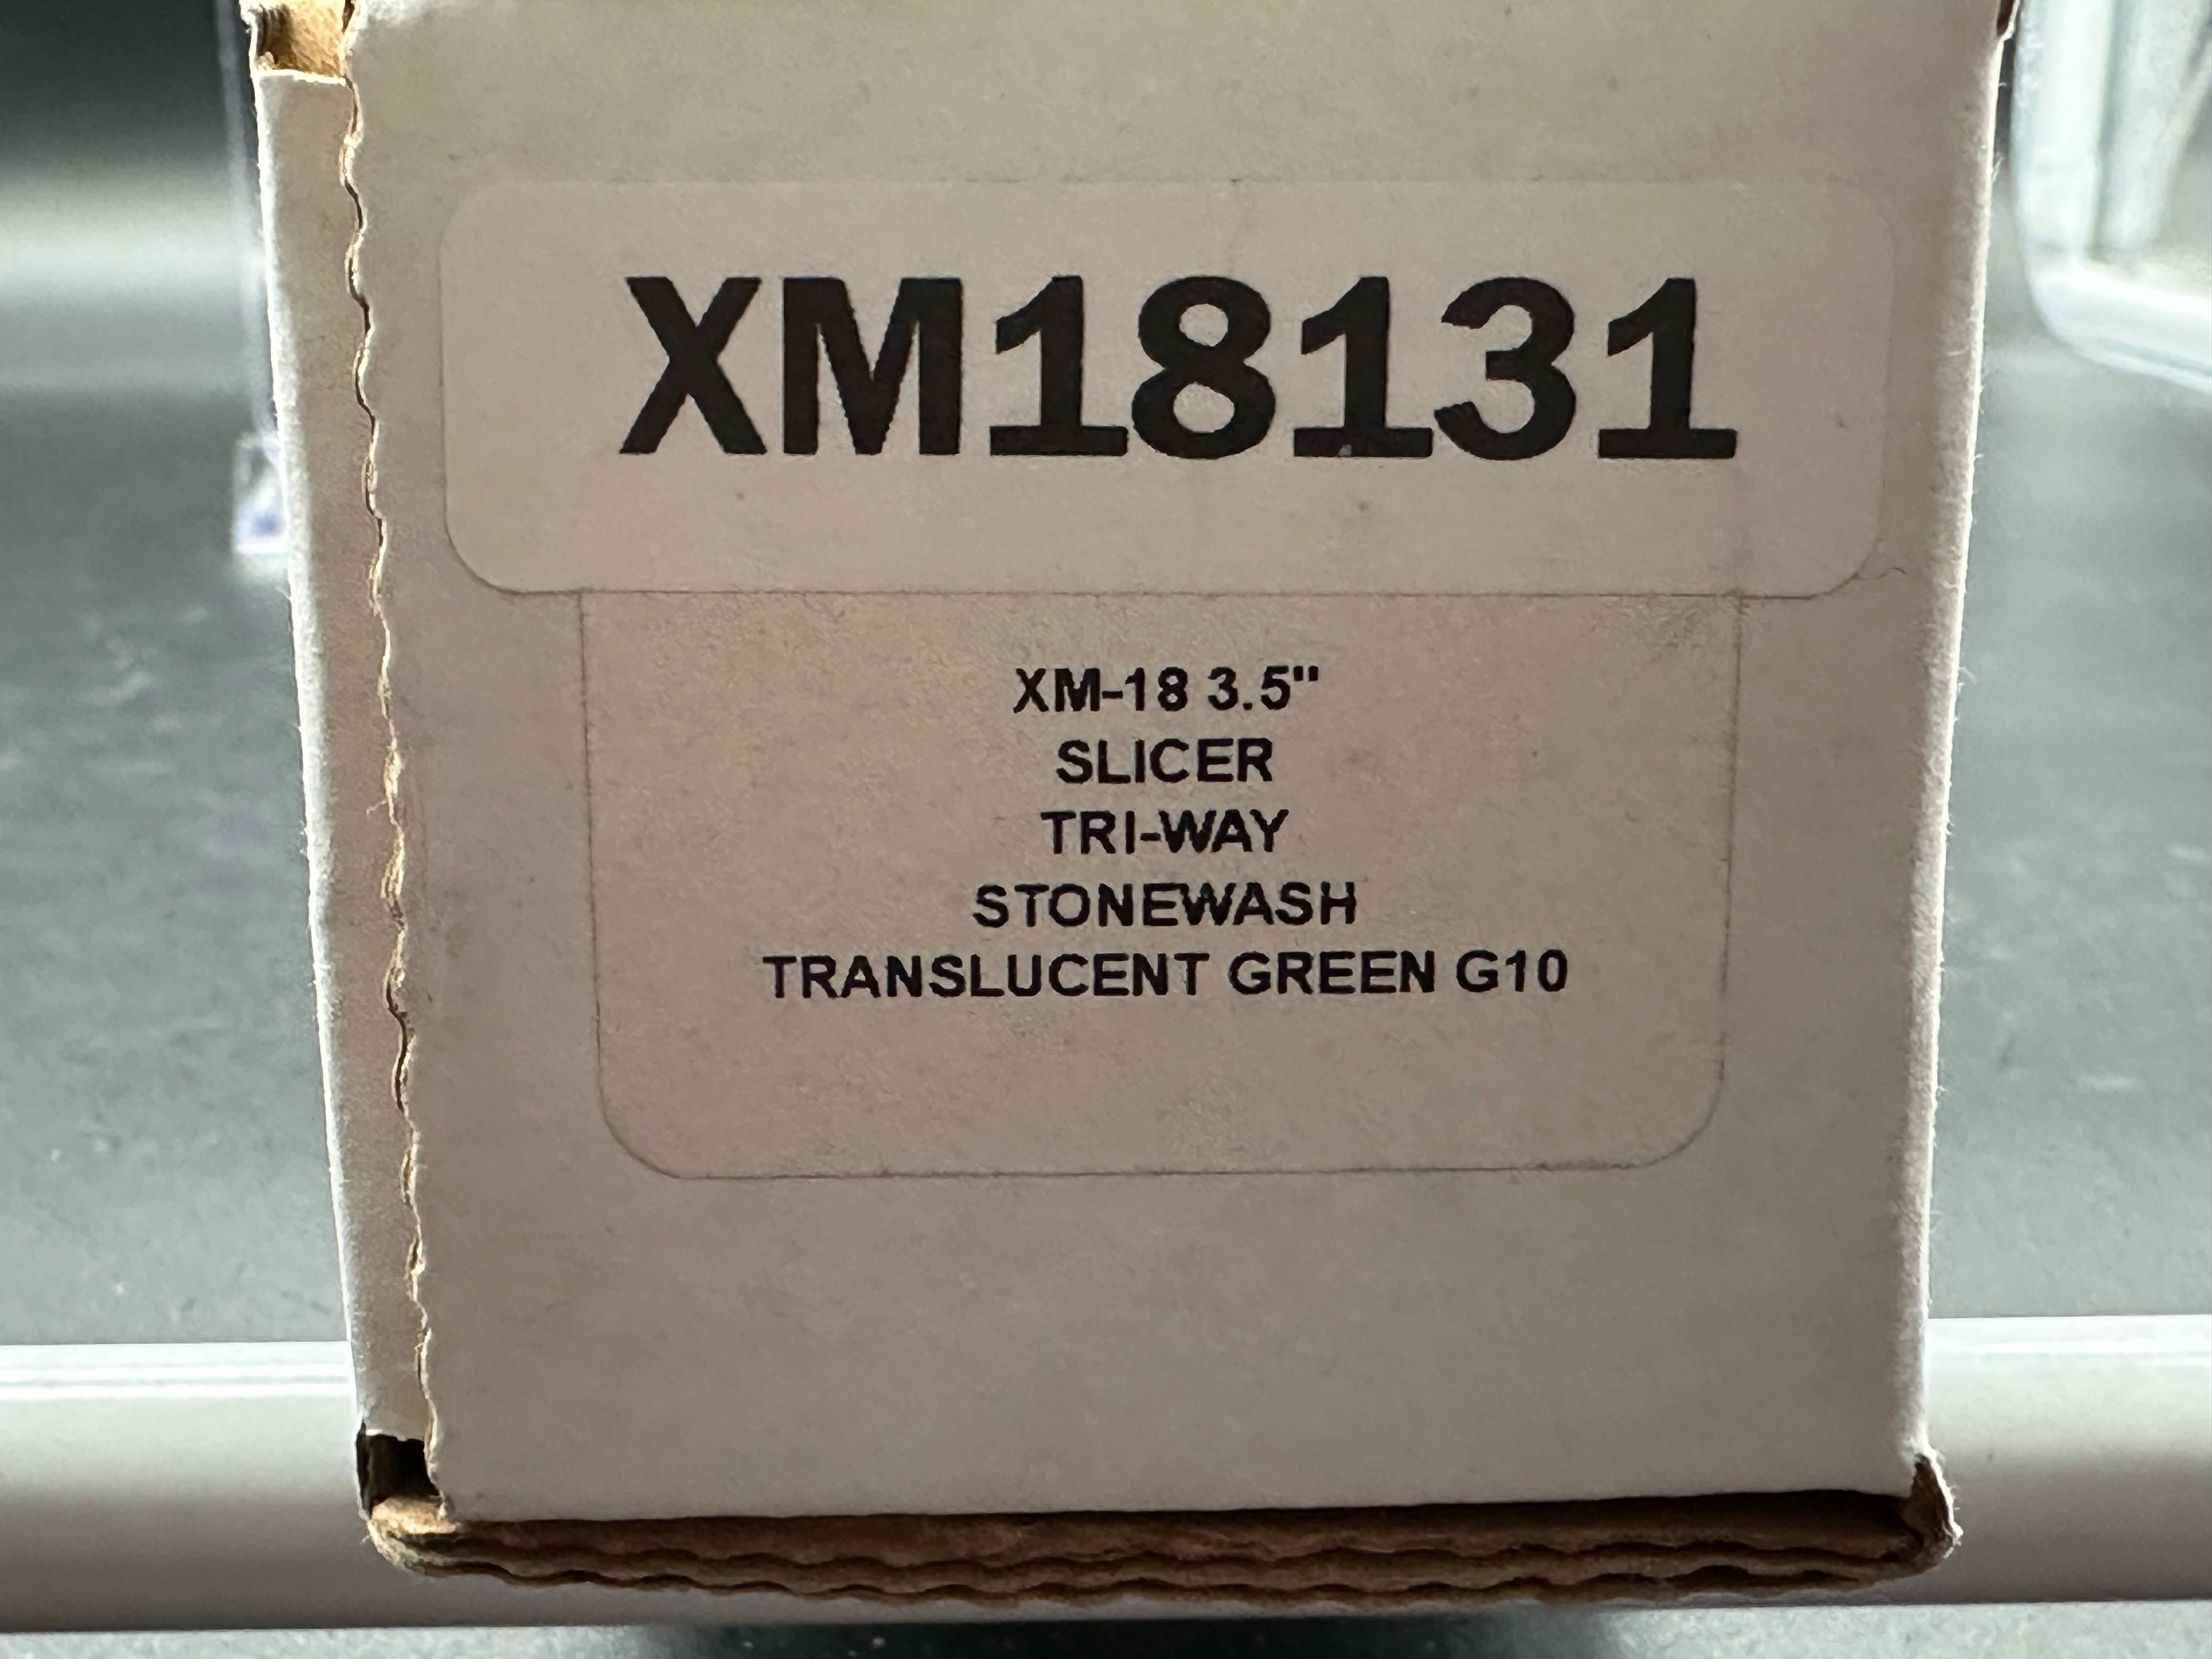 XM18131
XM-18 3.5"
SLICER
TRI-WAY
STONEWASH
TRANSLUCENT GREEN G10